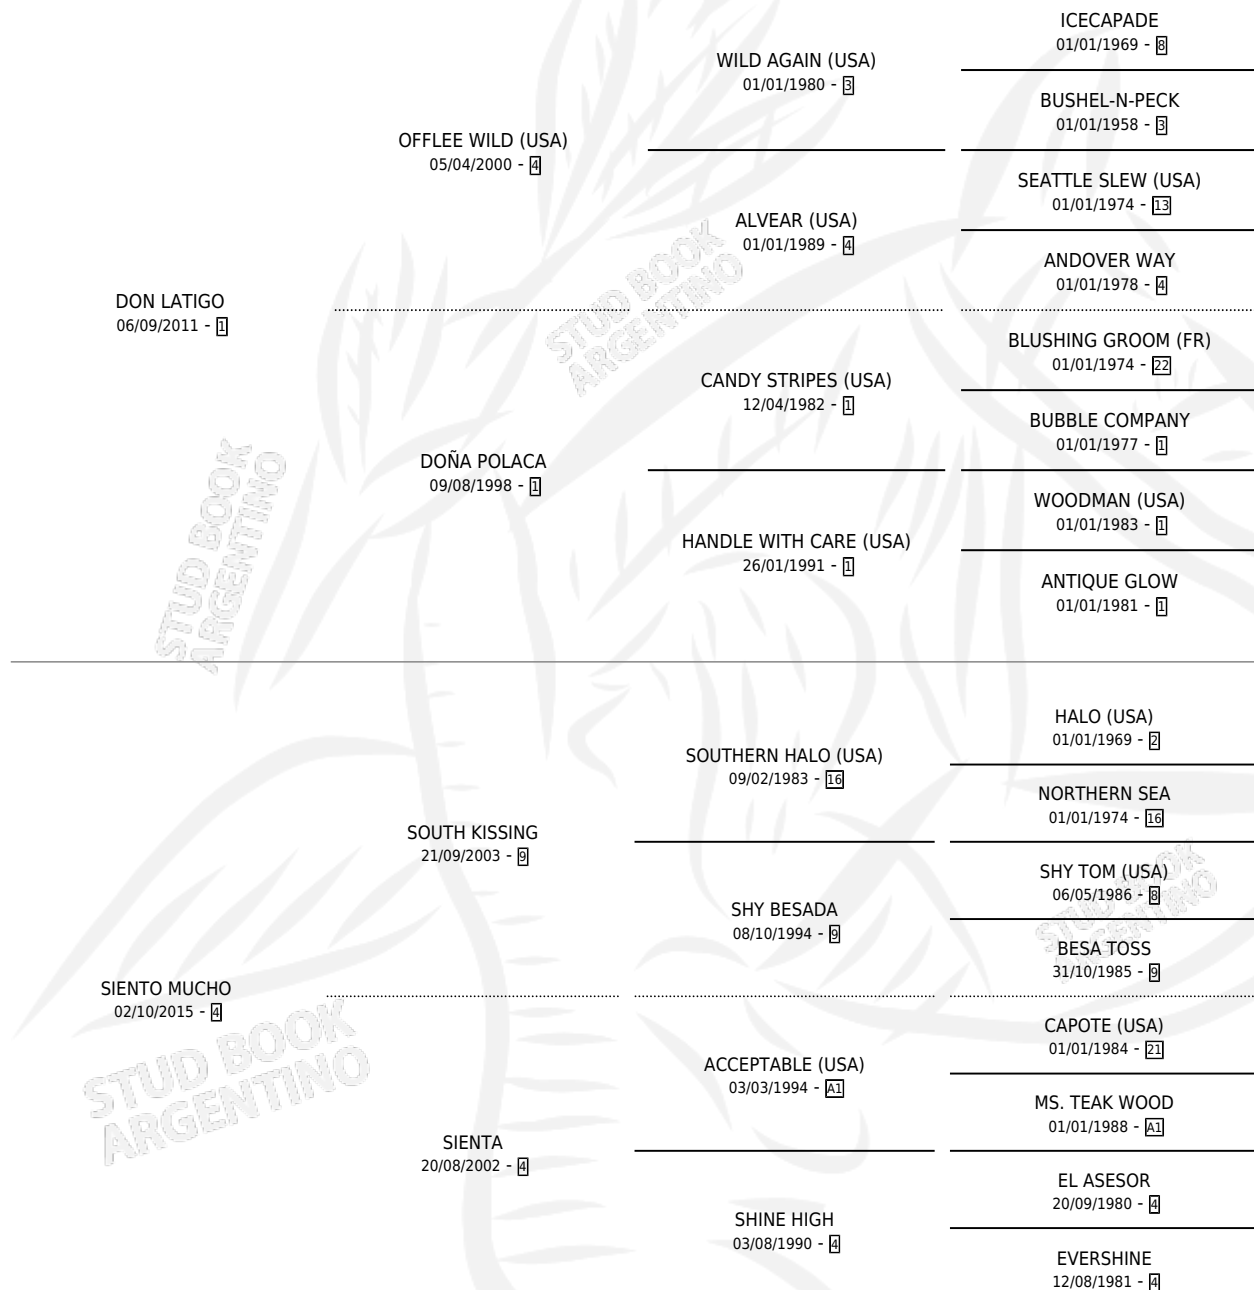 ICECAPADE
01/01/1969 - 8
WILD AGAIN (USA)
01/01/1980 - 3
BUSHEL-N-PECK
01/01/1958 - 3
OFFLEE WILD (USA)
05/04/2000 - 4
SEATTLE SLEW (USA)
01/01/1974 - 13
ALVEAR (USA)
01/01/1989 - 4
ANDOVER WAY
01/01/1978 - 4
DON LATIGO
06/09/2011 - 1
BLUSHING GROOM (FR)
01/01/1974 - 22
CANDY STRIPES (USA)
12/04/1982 - 1
BUBBLE COMPANY
01/01/1977 - 1
DOÑA POLACA
09/08/1998 - 1
WOODMAN (USA)
01/01/1983 - 1
HANDLE WITH CARE (USA)
26/01/1991 - 1
ANTIQUE GLOW
01/01/1981 - 1
HALO (USA)
01/01/1969 - 2
SOUTHERN HALO (USA)
09/02/1983 - 16
NORTHERN SEA
01/01/1974 - 16
SOUTH KISSING
21/09/2003 - 9
SHY TOM (USA)
06/05/1986 - 8
SHY BESADA
08/10/1994 - 9
BESA TOSS
31/10/1985 - 9
SIENTO MUCHO
02/10/2015 - 4
CAPOTE (USA)
01/01/1984 - 21
ACCEPTABLE (USA)
03/03/1994 - A1
MS. TEAK WOOD
01/01/1988 - A1
SIENTA
20/08/2002 - 4
EL ASESOR
20/09/1980 - 4
SHINE HIGH
03/08/1990 - 4
EVERSHINE
12/08/1981 - 4
STUD BOOK
ARGENTINO
STUD BOOK
ARGENTINO
STUD BOOK
ARGENTINO
STUD BOOK
ARGENTINO